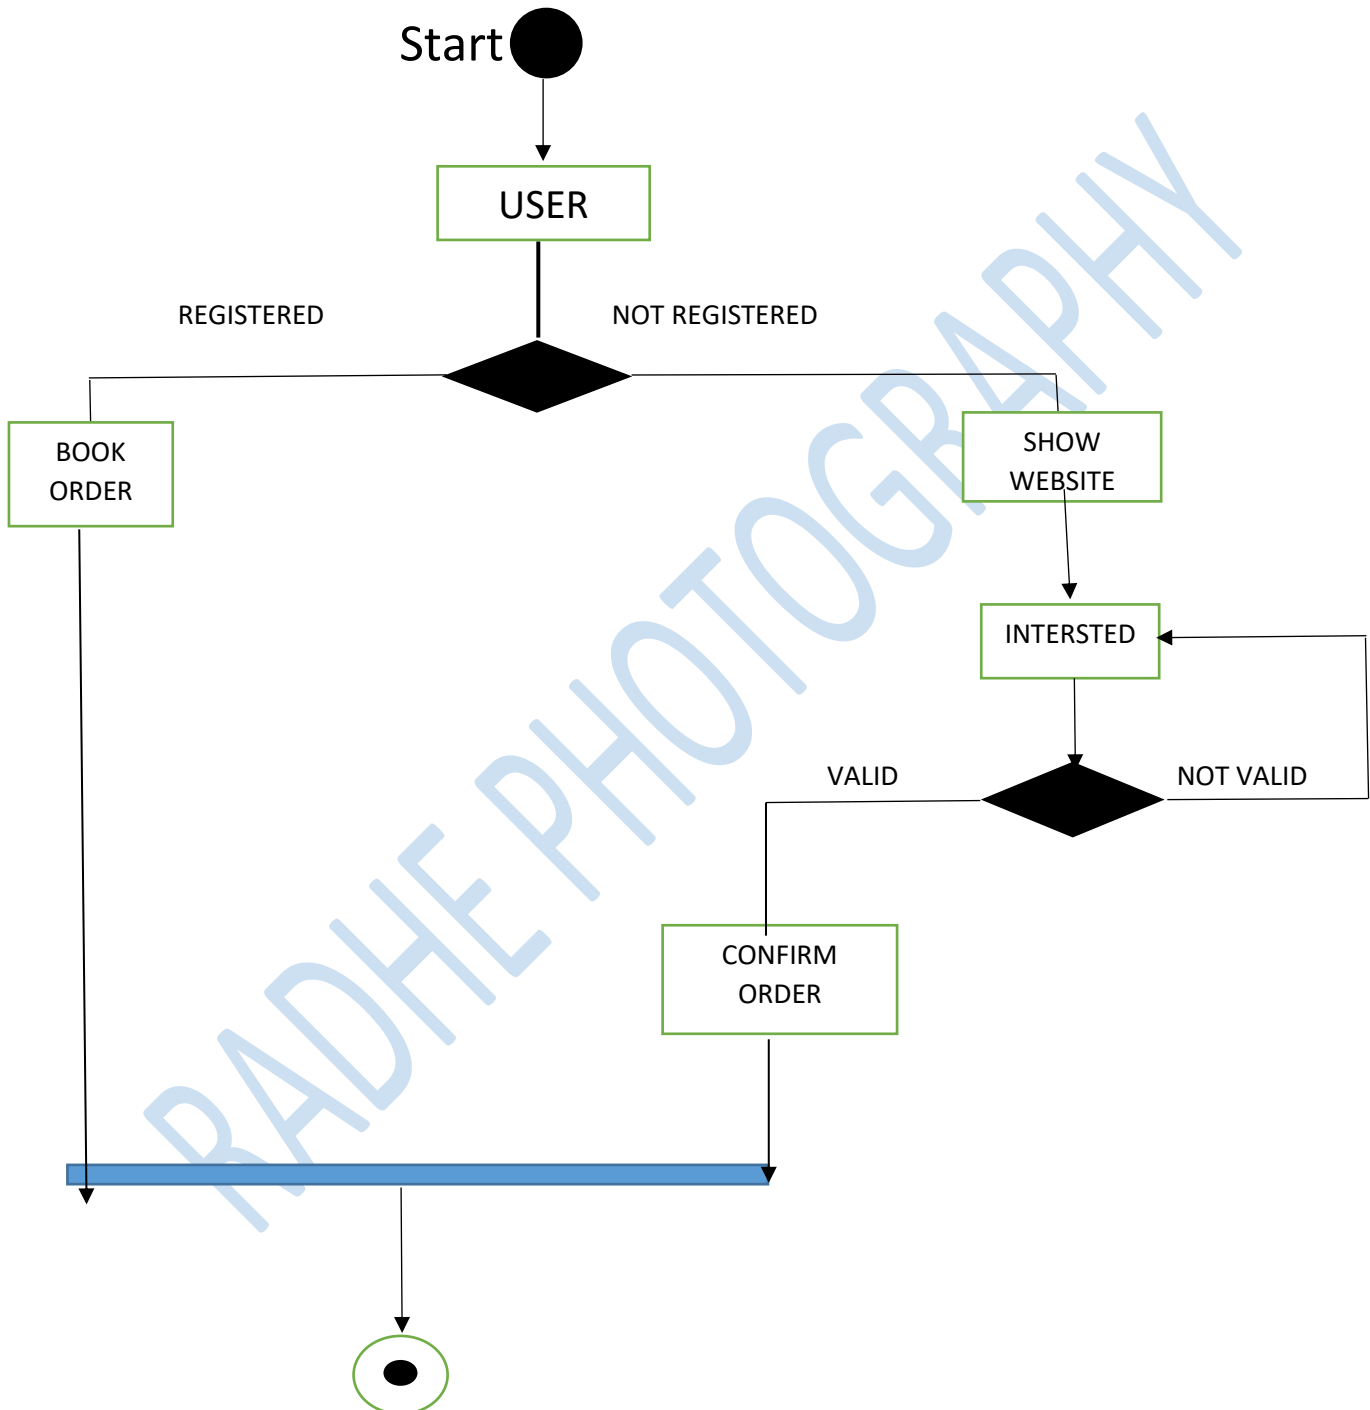 Start
USER
REGISTERED
NOT REGISTERED
BOOK
ORDER
SHOW
WEBSITE
INTERSTED
VALID
NOT VALID
CONFIRM
ORDER
RADHE PHOTOGRAPHY